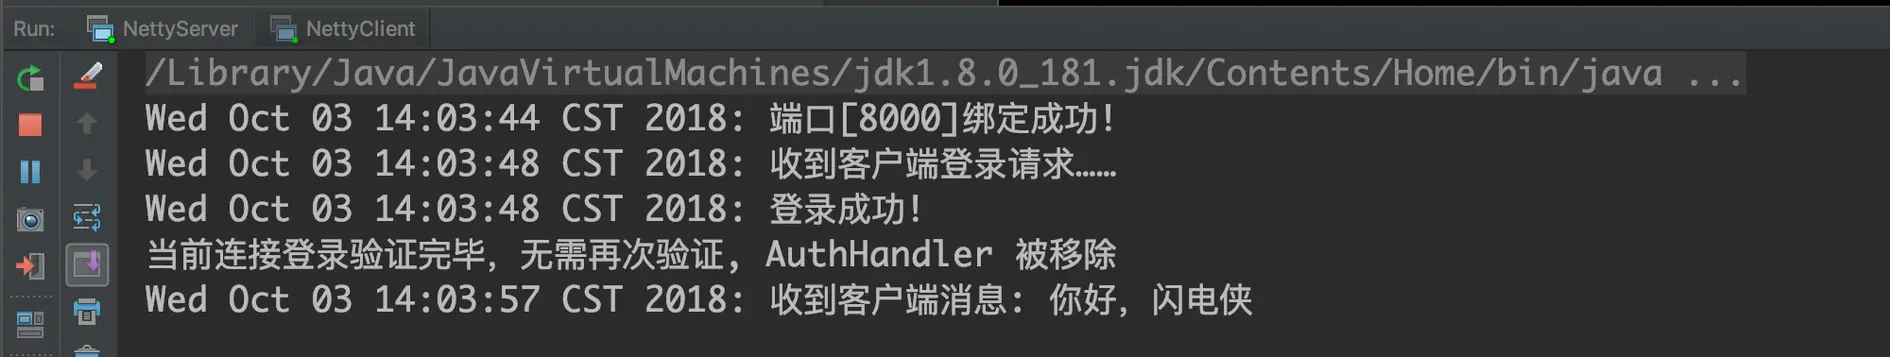 Run: NettyServer NettyClient
/Library/Java/JavaVirtualMachines/jdk1.8.0_181.jdk/Contents/Home/bin/java ...
Wed Oct 03 14:03:44 CST 2018: 端口[8000]绑定成功!
Wed Oct 03 14:03:48 CST 2018: 收到客户端登录请求……
Wed Oct 03 14:03:48 CST 2018: 登录成功!
当前连接登录验证完毕，无需再次验证, AuthHandler 被移除
Wed Oct 03 14:03:57 CST 2018: 收到客户端消息: 你好，闪电侠